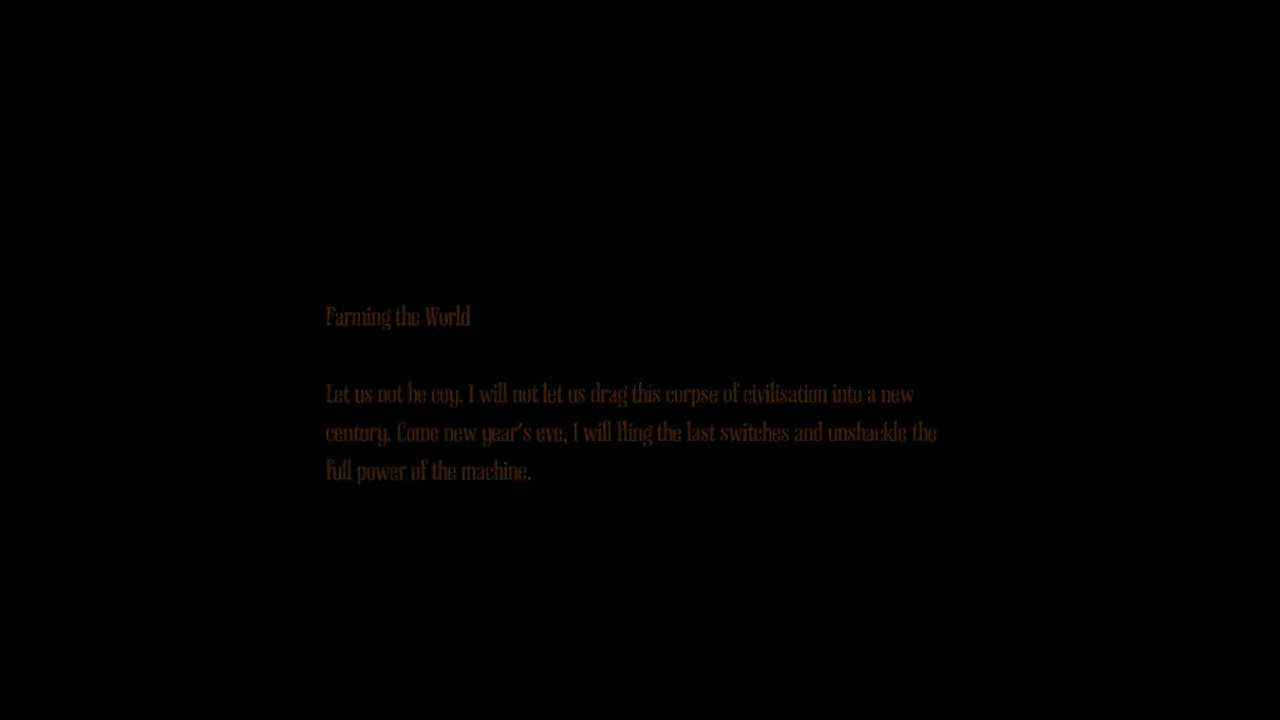 Farming the World
Let us not be coy. I will not let us drag this corpse of civilisation into a new
century. Come new year's eve, I will fling the last switches and unshackle the
full power of the machine.